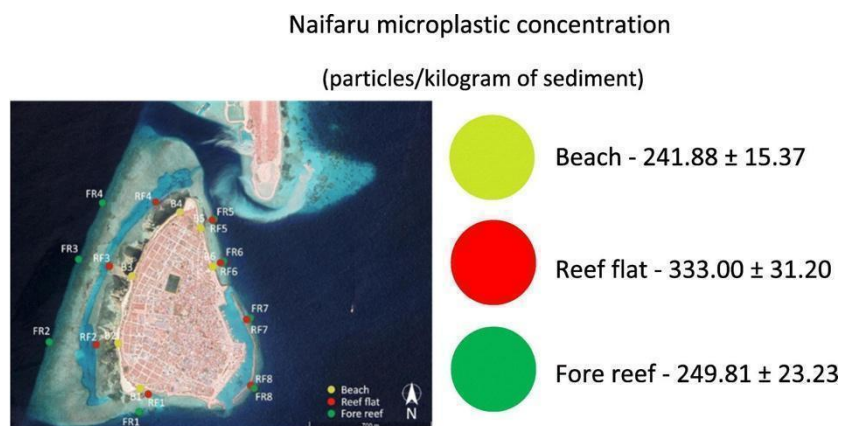 Naifaru microplastic concentration
(particles/kilogram of sediment)
FR4
RF4
B4
FR5
B5
RF5
FR3
RF3
B3
FR6
B6
RF6
FR7
RF7
FR2
RF2
B2
B1
RF1
FR1
RF8
FR8
Beach
Reef flat
Fore reef
N
Beach - 241.88 ± 15.37
Reef flat - 333.00 ± 31.20
Fore reef - 249.81 ± 23.23